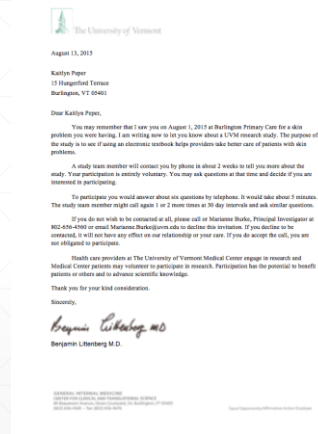 The University of Vermont
August 13, 2015
Kaitlyn Peper
15 Hungerford Terrace
Burlington, VT 05401
Dear Kaitlyn Peper,
You may remember that I saw you on August 1, 2015 at Burlington Primary Care for a skin
problem you were having. I am writing now to let you know about a UVM research study. The purpose of
the study is to see if using an electronic textbook helps providers take better care of patients with skin
problems.
A study team member will contact you by phone in about 2 weeks to tell you more about the
study. Your participation is entirely voluntary. You may ask questions at that time and decide if you are
interested in participating.
To participate you would answer about six questions by telephone. It would take about 5 minutes.
The study team member might call again 1 or 2 more times at 30 day intervals and ask similar questions.
If you do not wish to be contacted at all, please call or Marianne Burke, Principal Investigator at
802-656-4560 or email Marianne.Burke@uvm.edu to decline this invitation. If you decline to be
contacted, it will not have any effect on our relationship or your care. If you do accept the call, you are
not obligated to participate.
Health care providers at The University of Vermont Medical Center engage in research and
Medical Center patients may volunteer to participate in research. Participation has the potential to benefit
patients or others and to advance scientific knowledge.
Thank you for your kind consideration.
Sincerely,
Benjamin Littenberg MD
Benjamin Littenberg M.D.
GENERAL INTERNAL MEDICINE
CENTER FOR CLINICAL AND TRANSLATIONAL SCIENCE